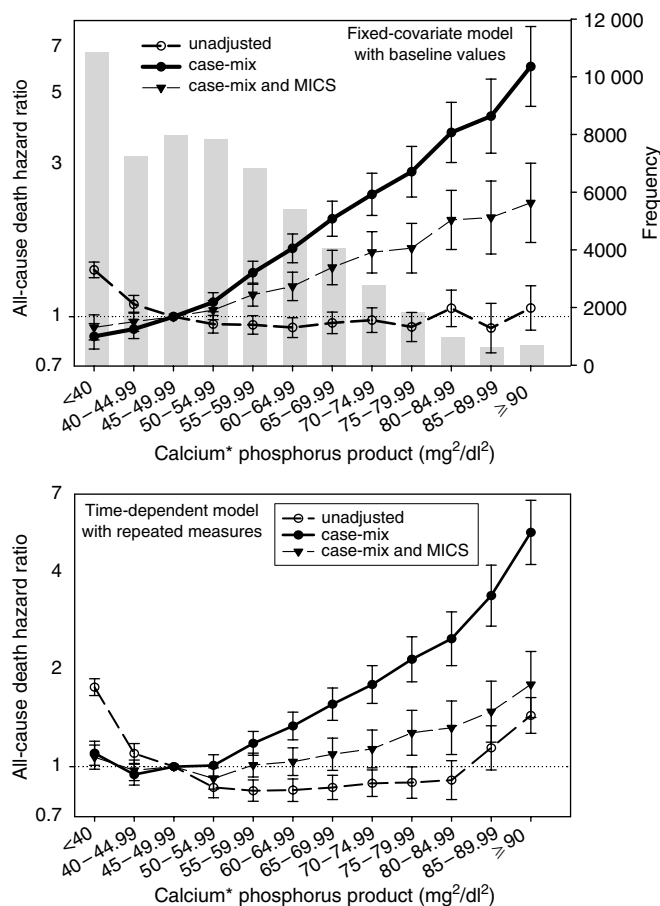 12 000
7
unadjusted
Fixed-covariate model
case-mix
with baseline values
10 000
5
case-mix and MICS
8000
3
6000
4000
1
2000
0.7
0
All-cause death hazard ratio
Frequency
<40
40–44.99
45–49.99
50–54.99
55–59.99
60–64.99
65–69.99
70–74.99
75–79.99
80–84.99
85–89.99
⩾90
Calcium* phosphorus product (mg²/dl²)
7
Time-dependent model
with repeated measures
unadjusted
case-mix
case-mix and MICS
4
2
1
0.7
All-cause death hazard ratio
<40
40–44.99
45–49.99
50–54.99
55–59.99
60–64.99
65–69.99
70–74.99
75–79.99
80–84.99
85–89.99
⩾90
Calcium* phosphorus product (mg²/dl²)